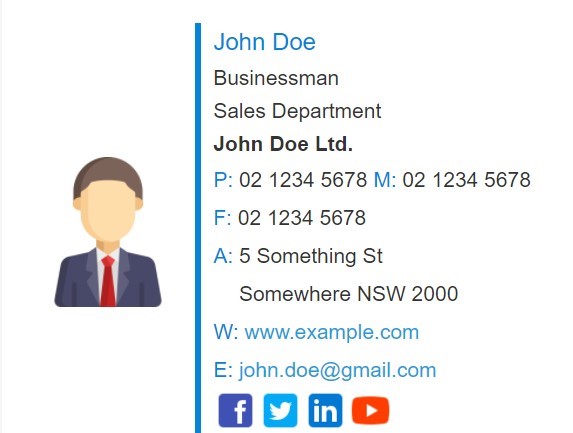 John Doe
Businessman
Sales Department
John Doe Ltd.
P: 02 1234 5678 M: 02 1234 5678
F: 02 1234 5678
A: 5 Something St
Somewhere NSW 2000
W: www.example.com
E: john.doe@gmail.com
f in